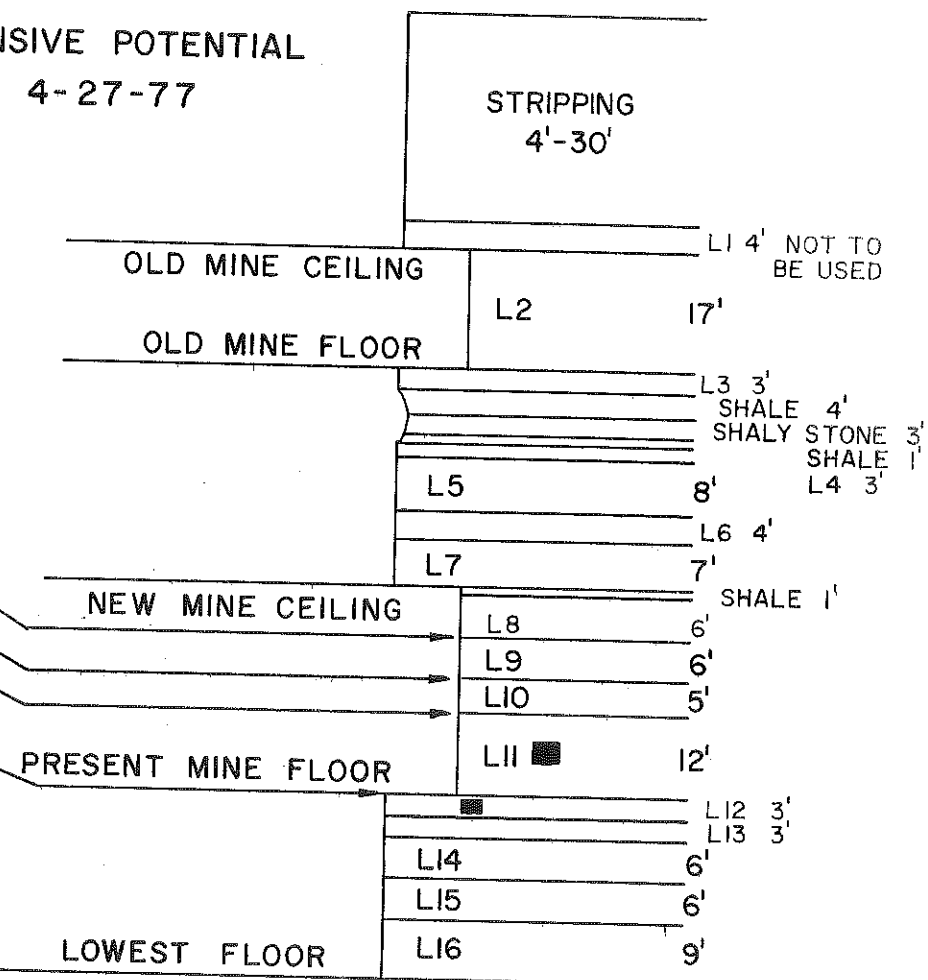 NSIVE POTENTIAL
4-27-77
STRIPPING
4'-30'
L1 4' NOT TO
BE USED
OLD MINE CEILING
L2 17'
OLD MINE FLOOR
L3 3'
SHALE 4'
SHALY STONE 3'
SHALE 1'
L4 3'
L5 8'
L6 4'
L7 7'
SHALE 1'
NEW MINE CEILING
L8 6'
L9 6'
L10 5'
L11 12'
PRESENT MINE FLOOR
L12 3'
L13 3'
L14 6'
L15 6'
L16 9'
LOWEST FLOOR